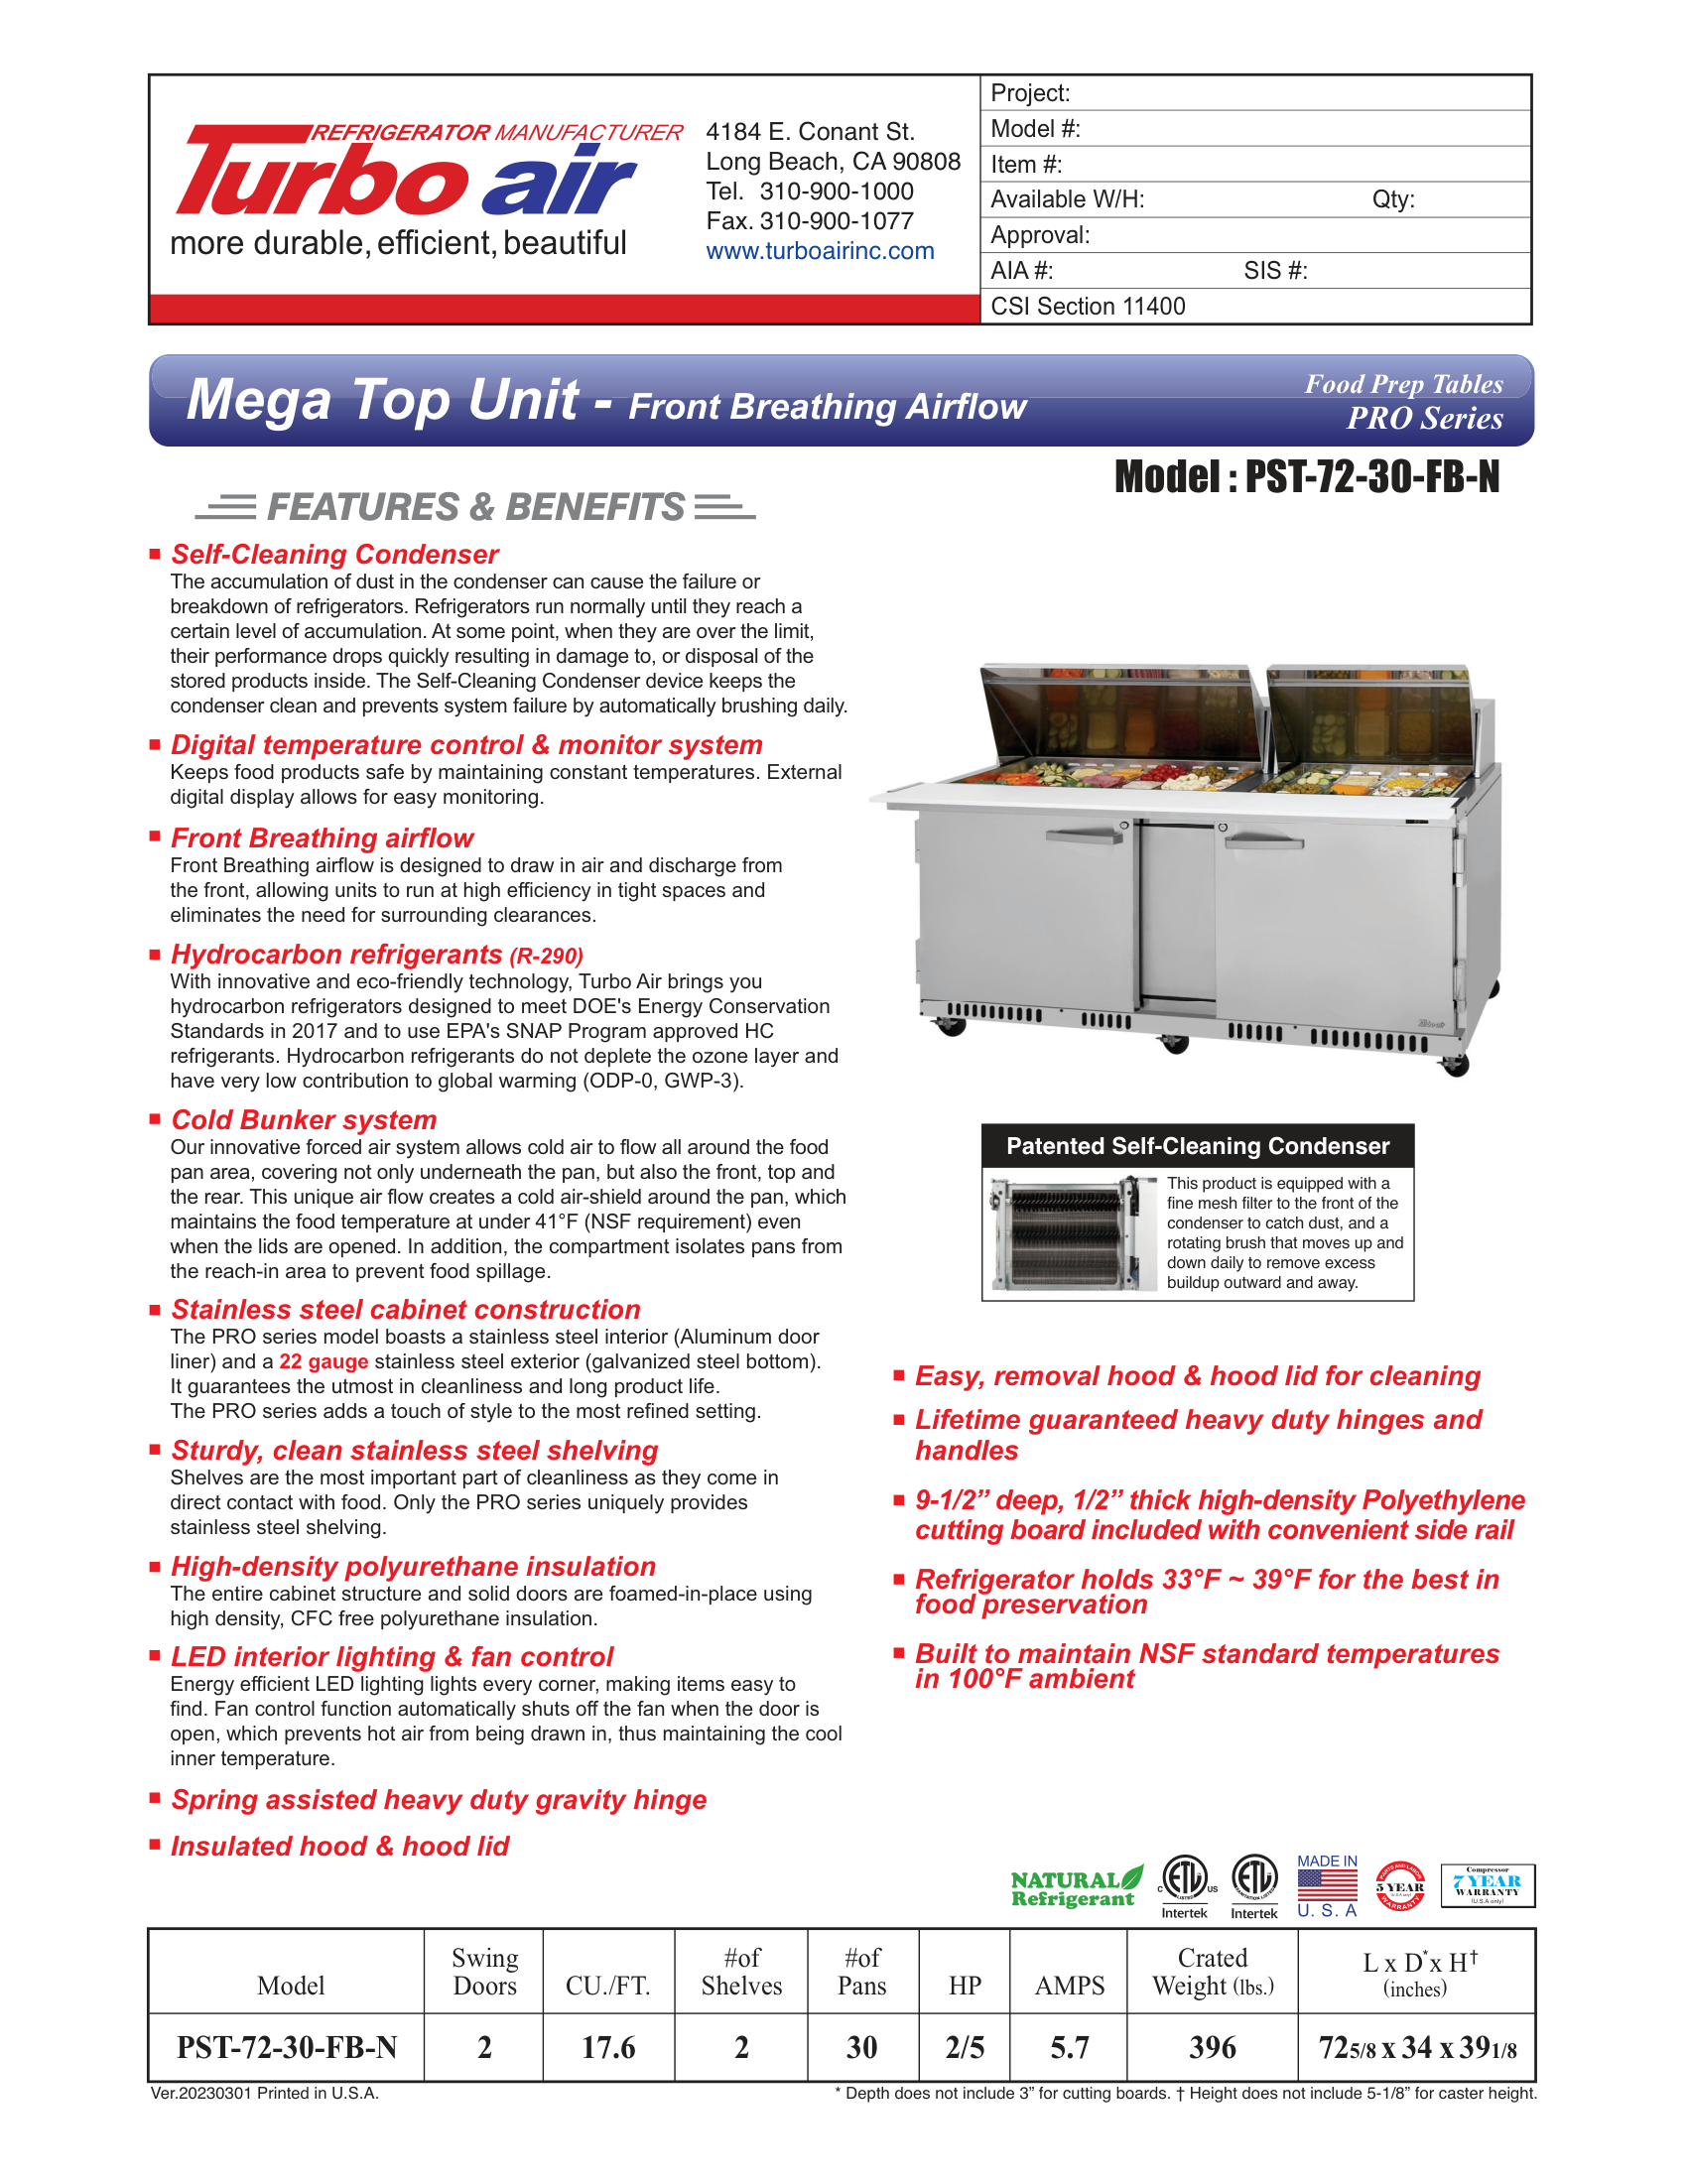 REFRIGERATOR MANUFACTURER
Turbo air
more durable, efficient, beautiful
4184 E. Conant St.
Long Beach, CA 90808
Tel. 310-900-1000
Fax. 310-900-1077
www.turboairinc.com
Project:
Model #:
Item #:
Available W/H: Qty:
Approval:
AIA #: SIS #:
CSI Section 11400
Mega Top Unit - Front Breathing Airflow
Food Prep Tables
PRO Series
Model : PST-72-30-FB-N
FEATURES & BENEFITS
Self-Cleaning Condenser
The accumulation of dust in the condenser can cause the failure or
breakdown of refrigerators. Refrigerators run normally until they reach a
certain level of accumulation. At some point, when they are over the limit,
their performance drops quickly resulting in damage to, or disposal of the
stored products inside. The Self-Cleaning Condenser device keeps the
condenser clean and prevents system failure by automatically brushing daily.
Digital temperature control & monitor system
Keeps food products safe by maintaining constant temperatures. External
digital display allows for easy monitoring.
Front Breathing airflow
Front Breathing airflow is designed to draw in air and discharge from
the front, allowing units to run at high efficiency in tight spaces and
eliminates the need for surrounding clearances.
Hydrocarbon refrigerants (R-290)
With innovative and eco-friendly technology, Turbo Air brings you
hydrocarbon refrigerators designed to meet DOE's Energy Conservation
Standards in 2017 and to use EPA's SNAP Program approved HC
refrigerants. Hydrocarbon refrigerants do not deplete the ozone layer and
have very low contribution to global warming (ODP-0, GWP-3).
Cold Bunker system
Our innovative forced air system allows cold air to flow all around the food
pan area, covering not only underneath the pan, but also the front, top and
the rear. This unique air flow creates a cold air-shield around the pan, which
maintains the food temperature at under 41°F (NSF requirement) even
when the lids are opened. In addition, the compartment isolates pans from
the reach-in area to prevent food spillage.
Stainless steel cabinet construction
The PRO series model boasts a stainless steel interior (Aluminum door
liner) and a 22 gauge stainless steel exterior (galvanized steel bottom).
It guarantees the utmost in cleanliness and long product life.
The PRO series adds a touch of style to the most refined setting.
Sturdy, clean stainless steel shelving
Shelves are the most important part of cleanliness as they come in
direct contact with food. Only the PRO series uniquely provides
stainless steel shelving.
High-density polyurethane insulation
The entire cabinet structure and solid doors are foamed-in-place using
high density, CFC free polyurethane insulation.
LED interior lighting & fan control
Energy efficient LED lighting lights every corner, making items easy to
find. Fan control function automatically shuts off the fan when the door is
open, which prevents hot air from being drawn in, thus maintaining the cool
inner temperature.
Spring assisted heavy duty gravity hinge
Insulated hood & hood lid
Turbo air
Patented Self-Cleaning Condenser
This product is equipped with a
fine mesh filter to the front of the
condenser to catch dust, and a
rotating brush that moves up and
down daily to remove excess
buildup outward and away.
Easy, removal hood & hood lid for cleaning
Lifetime guaranteed heavy duty hinges and
handles
9-1/2” deep, 1/2” thick high-density Polyethylene
cutting board included with convenient side rail
Refrigerator holds 33°F ~ 39°F for the best in
food preservation
Built to maintain NSF standard temperatures
in 100°F ambient
NATURAL
Refrigerant
C ETL US
LISTED
Intertek
ETL
SANITATION LISTED
Intertek
MADE IN
U. S. A
PARTS AND LABOR
5 YEAR
(U.S.A only)
WARRANTY
Compressor
7 YEAR
WARRANTY
(U.S.A only)
Model Swing Doors CU./FT. #of Shelves #of Pans HP AMPS Crated Weight (lbs.) L x D* x H† (inches)
PST-72-30-FB-N 2 17.6 2 30 2/5 5.7 396 72 5/8 x 34 x 39 1/8
Ver.20230301 Printed in U.S.A.
* Depth does not include 3” for cutting boards. † Height does not include 5-1/8” for caster height.